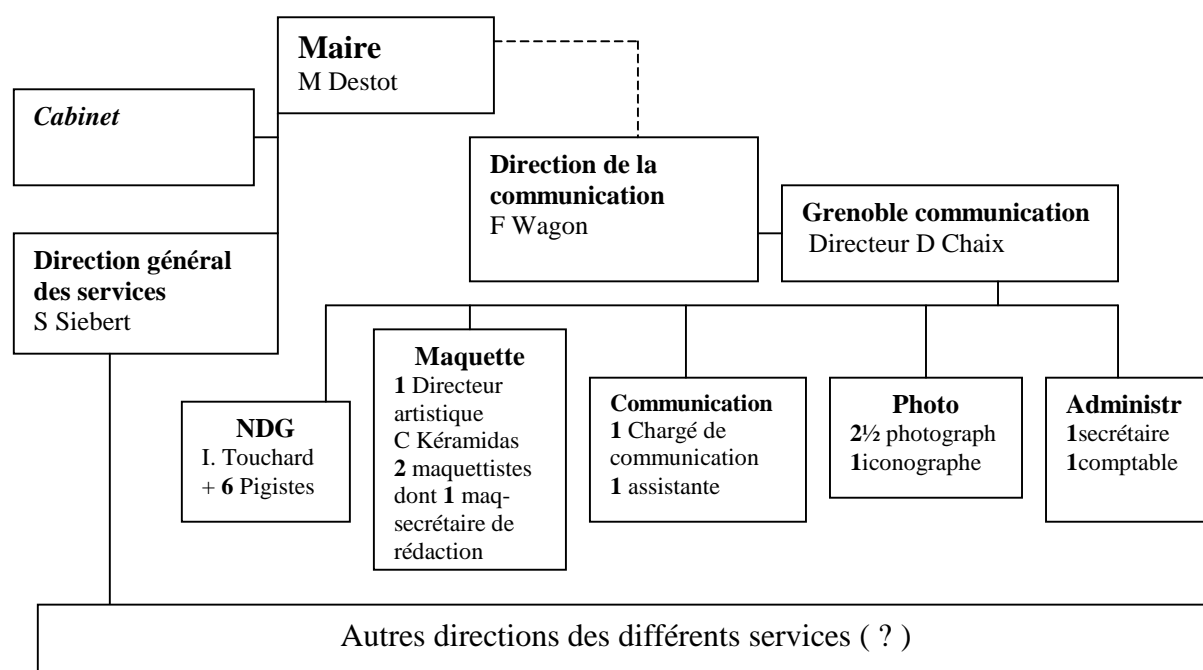 Maire
M Destot
Cabinet
Direction de la
communication
F Wagon
Grenoble communication
Directeur D Chaix
Direction général
des services
S Siebert
NDG
I. Touchard
+ 6 Pigistes
Maquette
1 Directeur
artistique
C Kéramidas
2 maquettistes
dont 1 maq-
secrétaire de
rédaction
Communication
1 Chargé de
communication
1 assistante
Photo
2½ photograph
1iconographe
Administr
1secrétaire
1comptable
Autres directions des différents services ( ? )